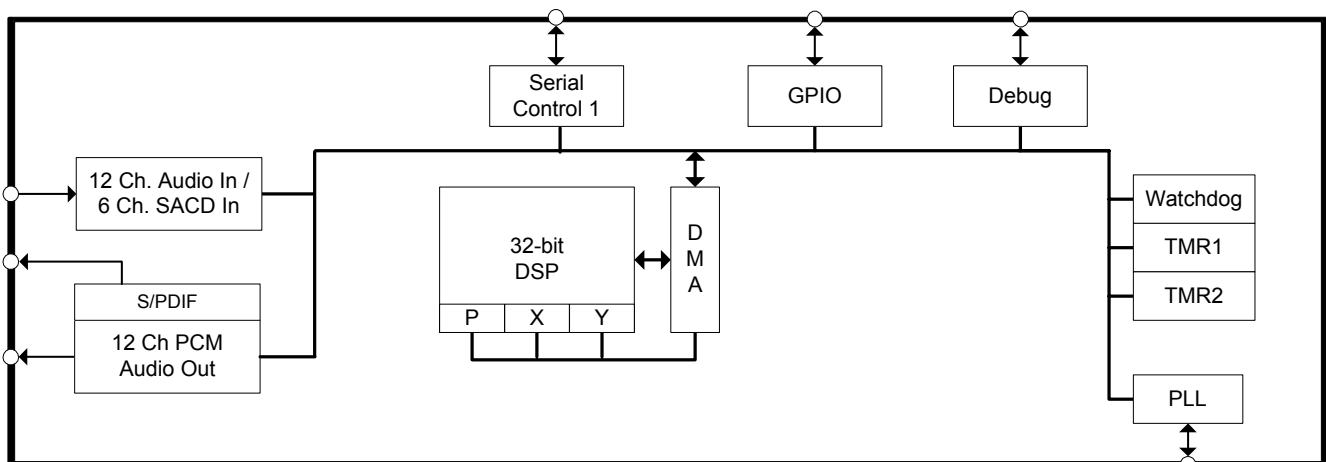 Serial
Control 1
GPIO
Debug
12 Ch. Audio In /
6 Ch. SACD In
S/PDIF
12 Ch PCM
Audio Out
32-bit
DSP
P
X
Y
D
M
A
Watchdog
TMR1
TMR2
PLL